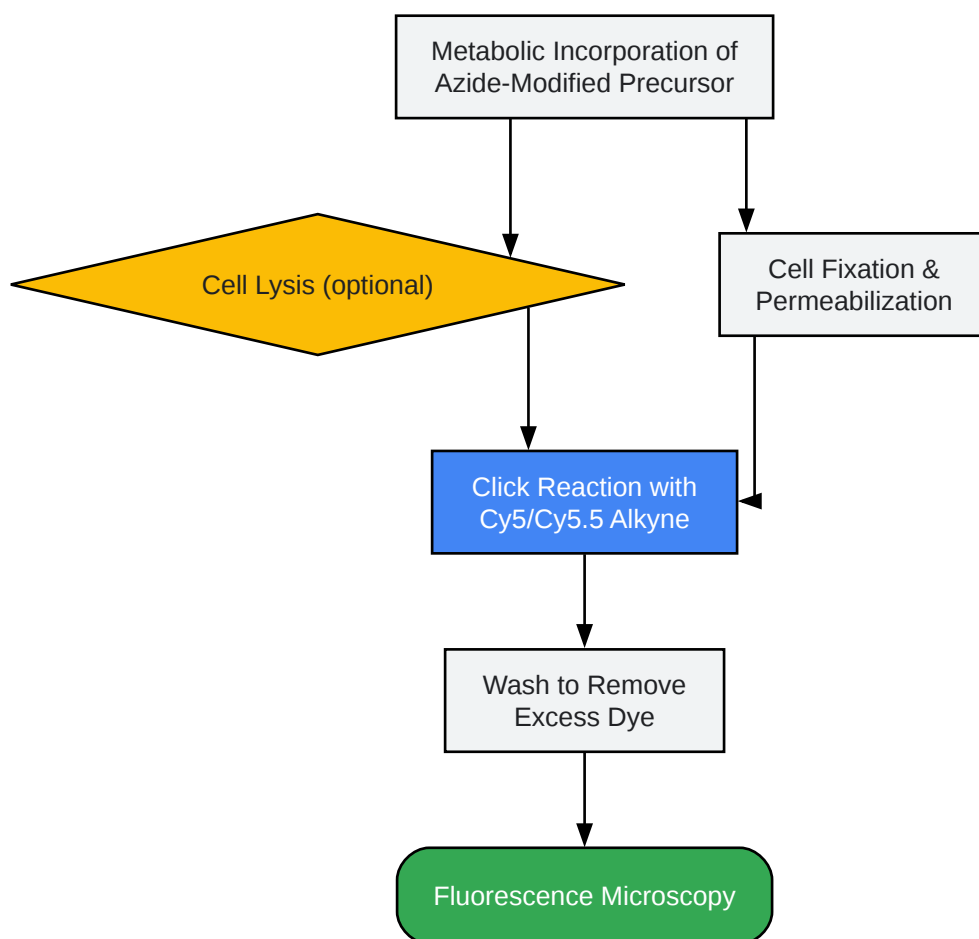 Metabolic Incorporation of
Azide-Modified Precursor
Cell Lysis (optional)
Cell Fixation &
Permeabilization
Click Reaction with
Cy5/Cy5.5 Alkyne
Wash to Remove
Excess Dye
Fluorescence Microscopy